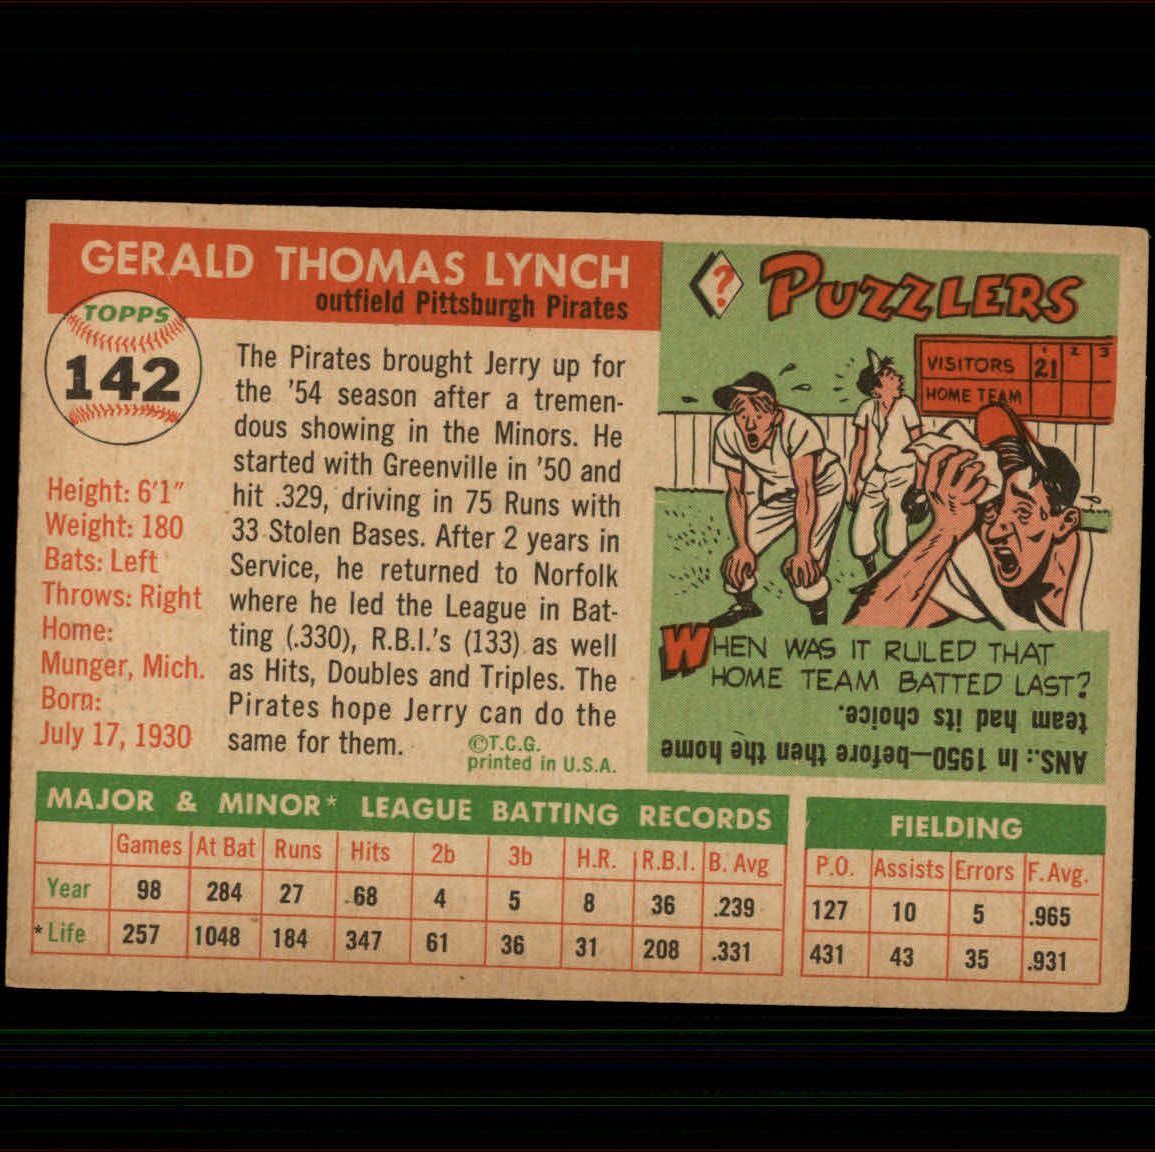 GERALD THOMAS LYNCH
outfield Pittsburgh Pirates
TOPPS
142
Height: 6'1"
Weight: 180
Bats: Left
Throws: Right
Home:
Munger, Mich.
Born:
July 17, 1930
The Pirates brought Jerry up for
the '54 season after a tremen-
dous showing in the Minors. He
started with Greenville in '50 and
hit .329, driving in 75 Runs with
33 Stolen Bases. After 2 years in
Service, he returned to Norfolk
where he led the League in Bat-
ting (.330), R.B.I.'s (133) as well
as Hits, Doubles and Triples. The
Pirates hope Jerry can do the
same for them.
©T.C.G.
printed in U.S.A.
? PUZZLERS
1 2 3
VISITORS 21
HOME TEAM
WHEN WAS IT RULED THAT
HOME TEAM BATTED LAST?
ANS.: In 1950—before then the home
team had its choice.
MAJOR & MINOR* LEAGUE BATTING RECORDS
Games At Bat Runs Hits 2b 3b H.R. R.B.I. B. Avg
Year 98 284 27 68 4 5 8 36 .239
*Life 257 1048 184 347 61 36 31 208 .331
FIELDING
P.O. Assists Errors F. Avg.
127 10 5 .965
431 43 35 .931